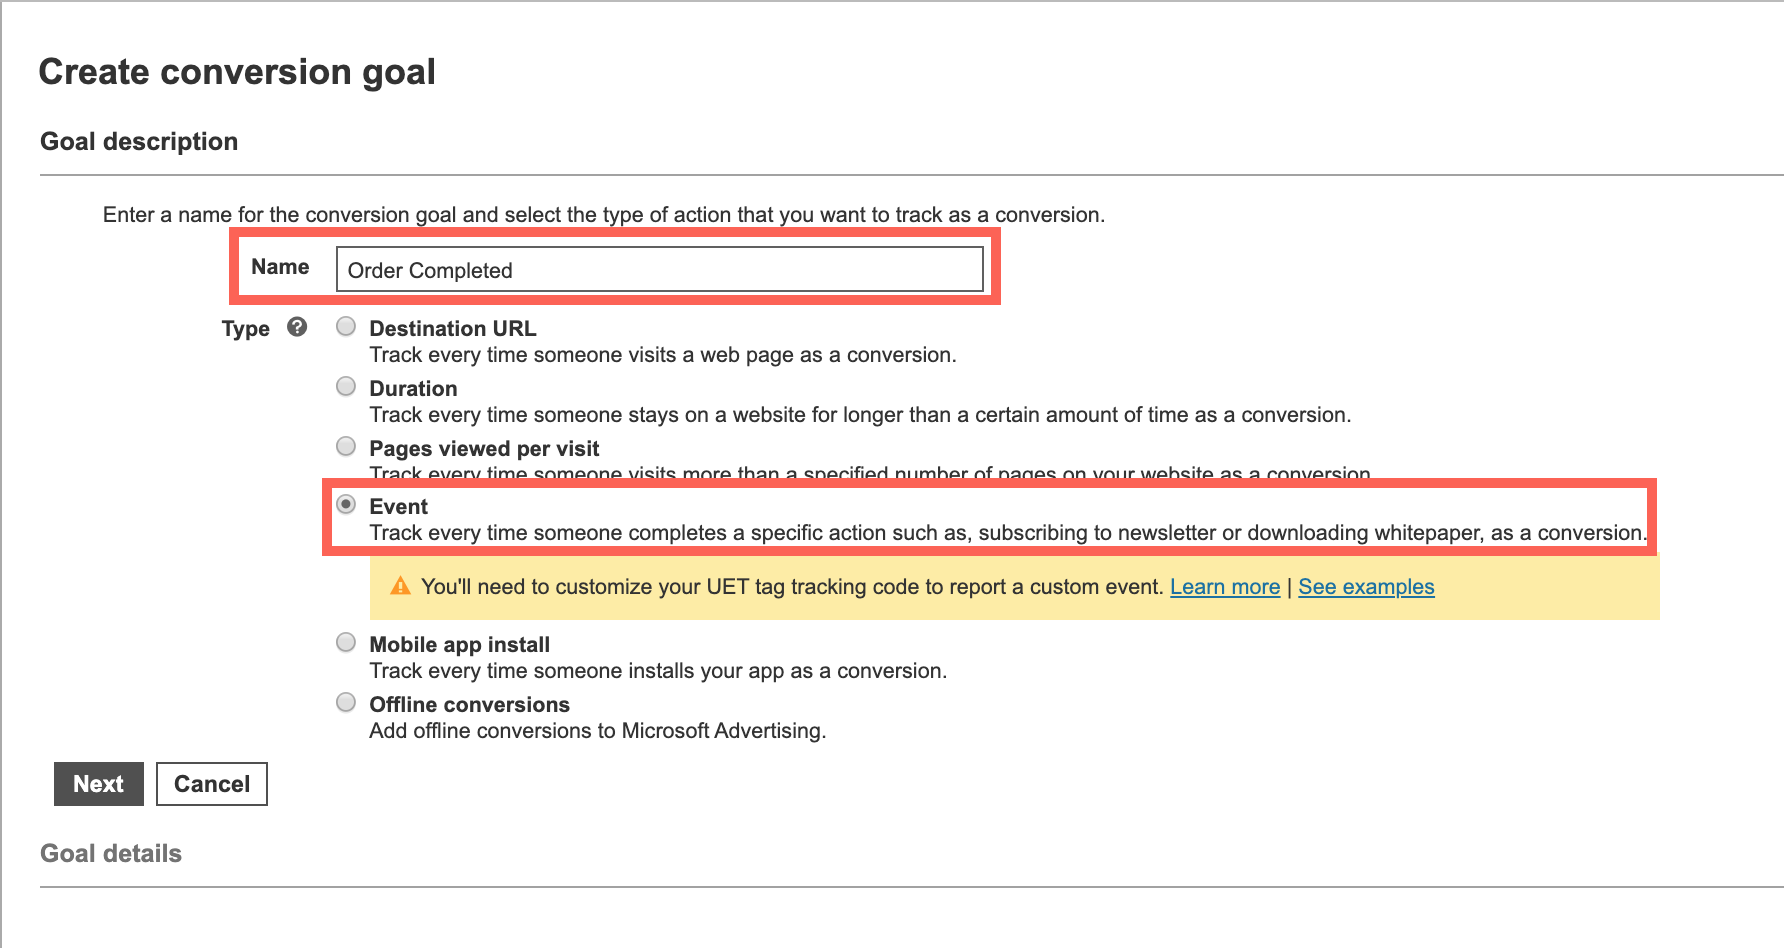 Create conversion goal
Goal description
Enter a name for the conversion goal and select the type of action that you want to track as a conversion.
Name Order Completed
Type ? Destination URL
Track every time someone visits a web page as a conversion.
Duration
Track every time someone stays on a website for longer than a certain amount of time as a conversion.
Pages viewed per visit
Track every time someone visits more than a specified number of pages on your website as a conversion.
Event
Track every time someone completes a specific action such as, subscribing to newsletter or downloading whitepaper, as a conversion.
You'll need to customize your UET tag tracking code to report a custom event. Learn more | See examples
Mobile app install
Track every time someone installs your app as a conversion.
Offline conversions
Add offline conversions to Microsoft Advertising.
Next Cancel
Goal details